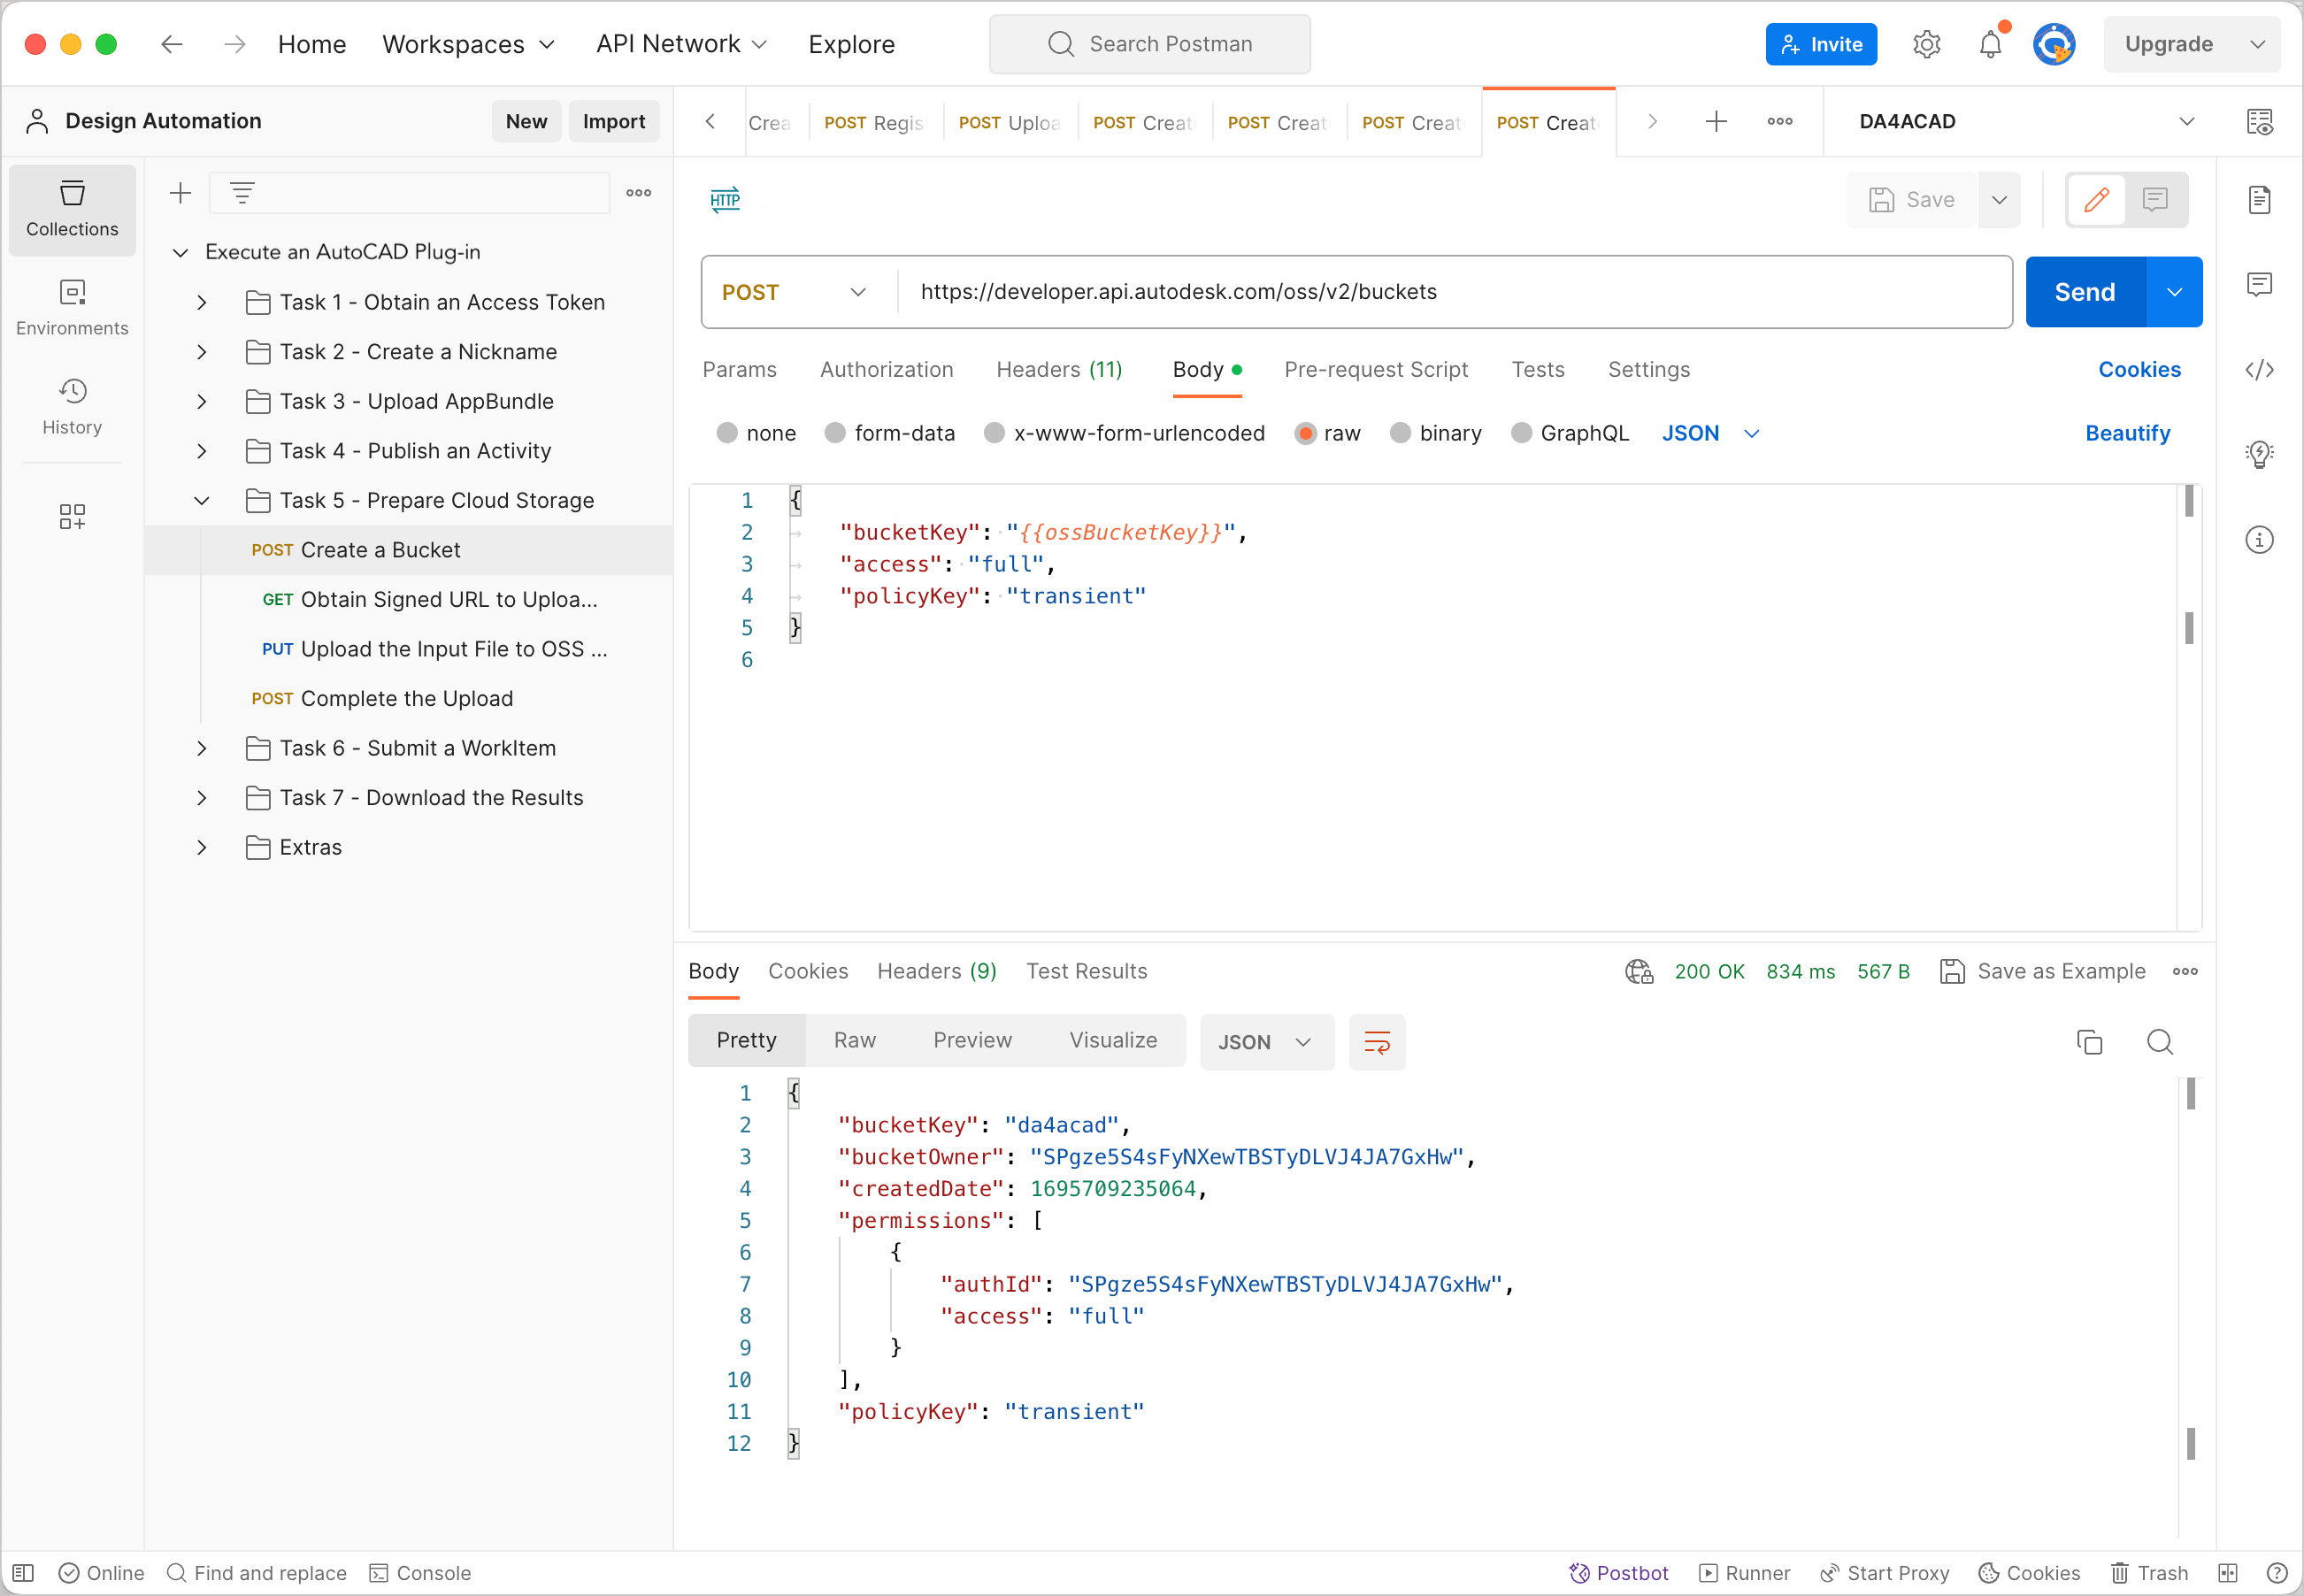 Home Workspaces API Network Explore Search Postman Invite Upgrade
Design Automation New Import
Crea POST Regis POST Uploa POST Creat POST Creat POST Creat POST Creat DA4ACAD
Collections
Environments
History
Execute an AutoCAD Plug-in
Task 1 - Obtain an Access Token
Task 2 - Create a Nickname
Task 3 - Upload AppBundle
Task 4 - Publish an Activity
Task 5 - Prepare Cloud Storage
POST Create a Bucket
GET Obtain Signed URL to Uploa...
PUT Upload the Input File to OSS ...
POST Complete the Upload
Task 6 - Submit a WorkItem
Task 7 - Download the Results
Extras
HTTP Save
POST https://developer.api.autodesk.com/oss/v2/buckets Send
Params Authorization Headers (11) Body Pre-request Script Tests Settings Cookies
none form-data x-www-form-urlencoded raw binary GraphQL JSON Beautify
1 {
2 "bucketKey": "{{ossBucketKey}}",
3 "access": "full",
4 "policyKey": "transient"
5 }
6
Body Cookies Headers (9) Test Results 200 OK 834 ms 567 B Save as Example
Pretty Raw Preview Visualize JSON
1 {
2 "bucketKey": "da4acad",
3 "bucketOwner": "SPgze5S4sFyNXewTBSTyDLVJ4JA7GxHw",
4 "createdDate": 1695709235064,
5 "permissions": [
6 {
7 "authId": "SPgze5S4sFyNXewTBSTyDLVJ4JA7GxHw",
8 "access": "full"
9 }
10 ],
11 "policyKey": "transient"
12 }
Online Find and replace Console Postbot Runner Start Proxy Cookies Trash